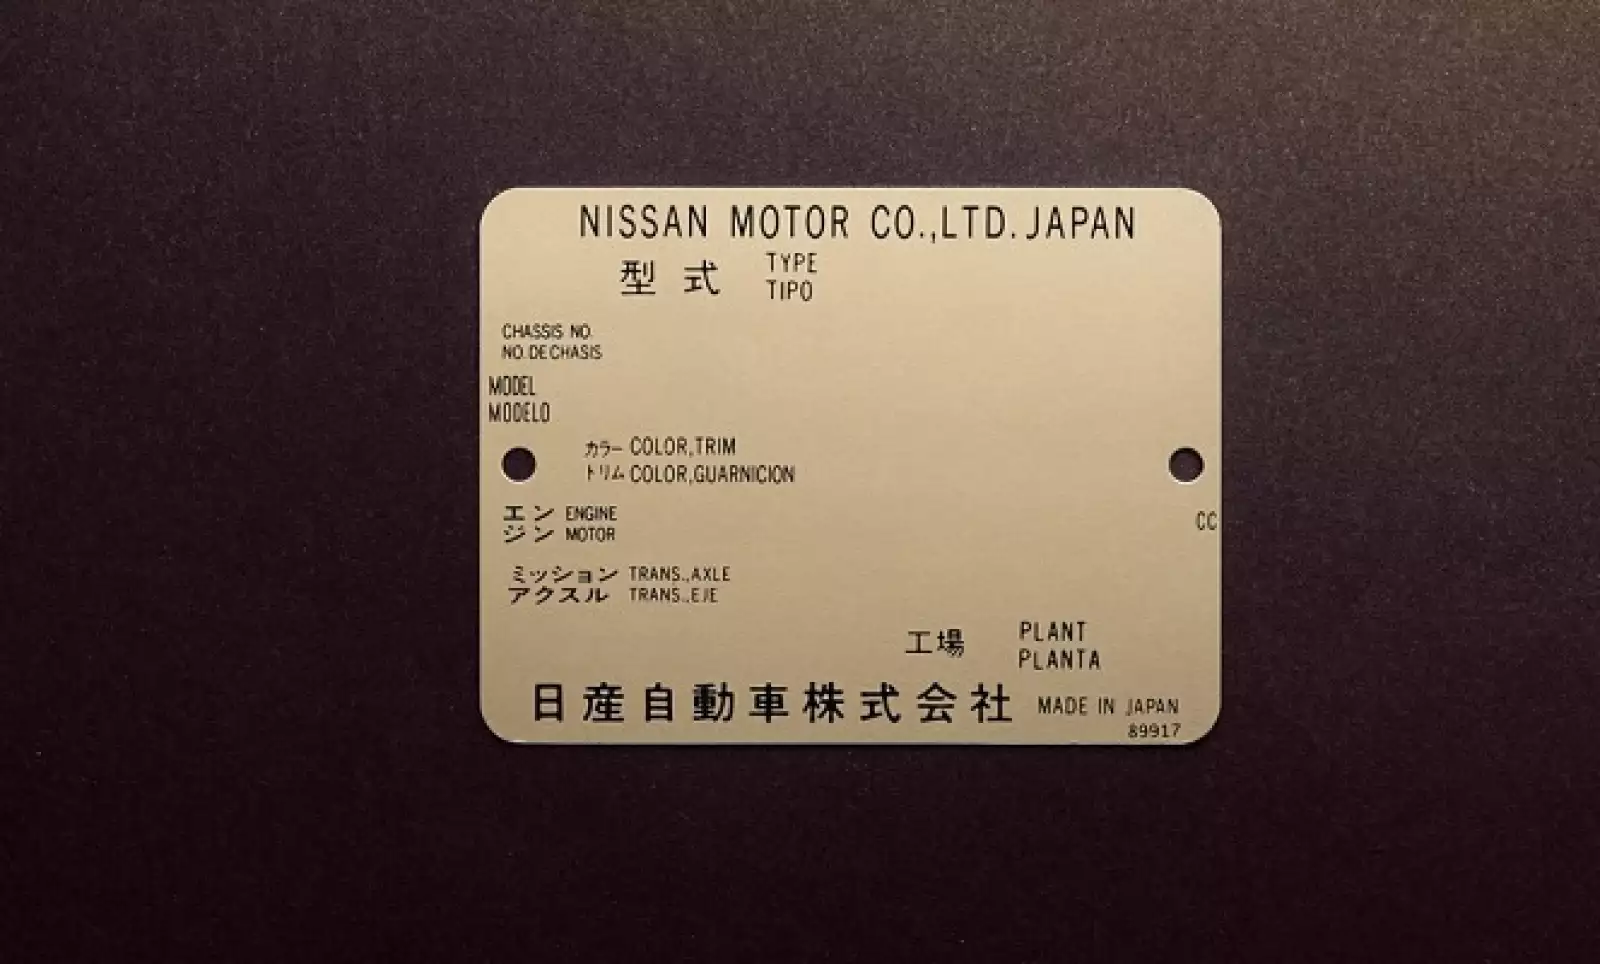 NISSAN MOTOR CO.,LTD. JAPAN
型式 TYPE
TIPO
CHASSIS NO.
NO. DE CHASIS
MODEL
MODELO
カラー COLOR,TRIM
トリム COLOR,GUARNICION
エン ENGINE
ジン MOTOR
CC
ミッション TRANS.,AXLE
アクスル TRANS.,EJE
工場 PLANT
PLANTA
日産自動車株式会社 MADE IN JAPAN
89917